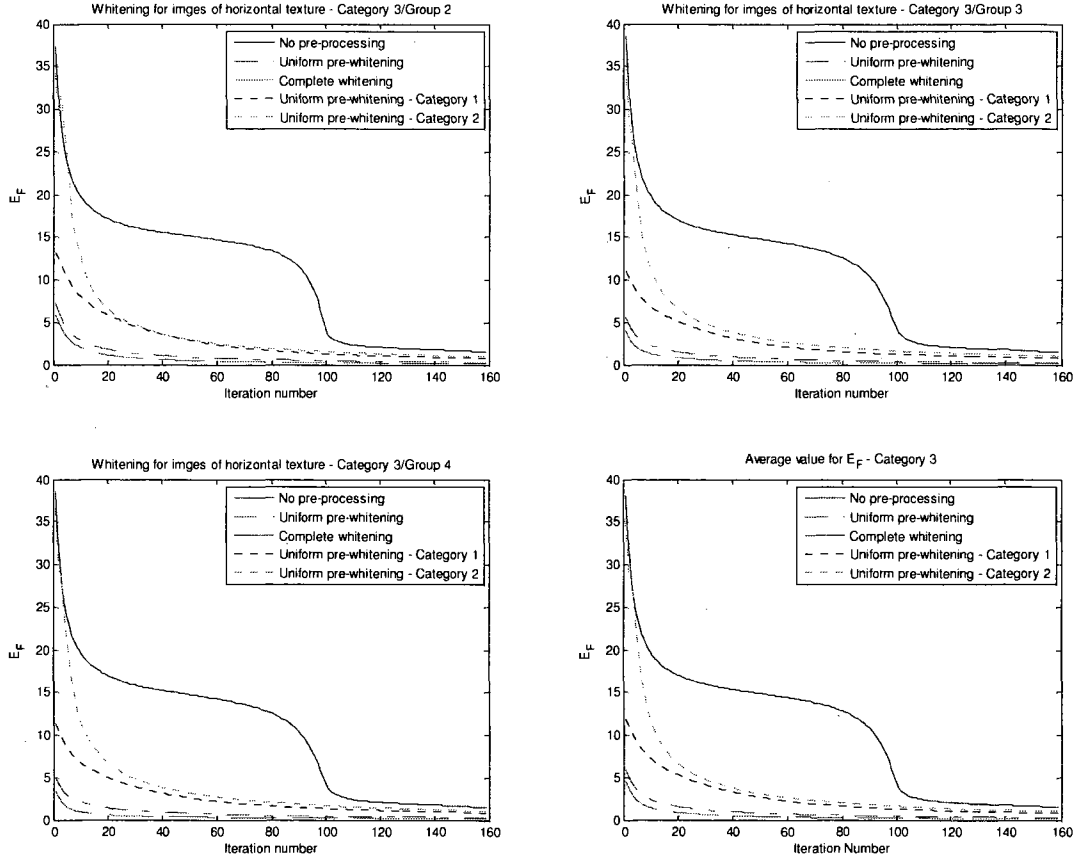 Whitening for imges of horizontal texture - Category 3/Group 2
40
35
30
25
20
15
10
5
0
E_F
No pre-processing
Uniform pre-whitening
Complete whitening
Uniform pre-whitening - Category 1
Uniform pre-whitening - Category 2
0 20 40 60 80 100 120 140 160
Iteration number
Whitening for imges of horizontal texture - Category 3/Group 3
40
35
30
25
20
15
10
5
0
E_F
No pre-processing
Uniform pre-whitening
Complete whitening
Uniform pre-whitening - Category 1
Uniform pre-whitening - Category 2
0 20 40 60 80 100 120 140 160
Iteration number
Whitening for imges of horizontal texture - Category 3/Group 4
40
35
30
25
20
15
10
5
0
E_F
No pre-processing
Uniform pre-whitening
Complete whitening
Uniform pre-whitening - Category 1
Uniform pre-whitening - Category 2
0 20 40 60 80 100 120 140 160
Iteration number
Average value for E_F - Category 3
40
35
30
25
20
15
10
5
0
E_F
No pre-processing
Uniform pre-whitening
Complete whitening
Uniform pre-whitening - Category 1
Uniform pre-whitening - Category 2
0 20 40 60 80 100 120 140 160
Iteration Number